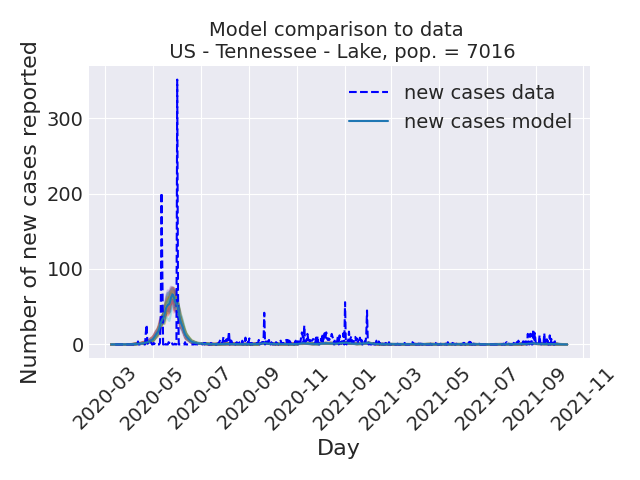 Model comparison to data
US - Tennessee - Lake, pop. = 7016
Number of new cases reported
300
200
100
0
new cases data
new cases model
2020-03
2020-05
2020-07
2020-09
2020-11
2021-01
2021-03
2021-05
2021-07
2021-09
2021-11
Day